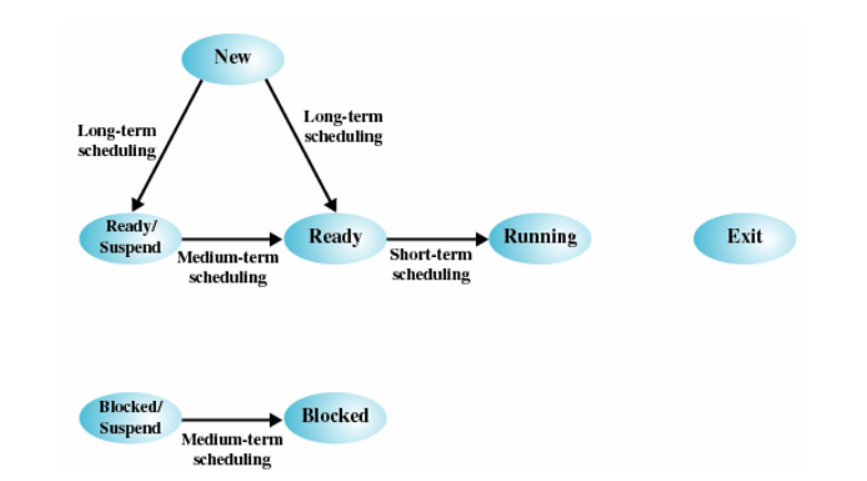 New
Long-term
scheduling
Long-term
scheduling
Ready/
Suspend
Ready
Running
Exit
Medium-term
scheduling
Short-term
scheduling
Blocked/
Suspend
Blocked
Medium-term
scheduling